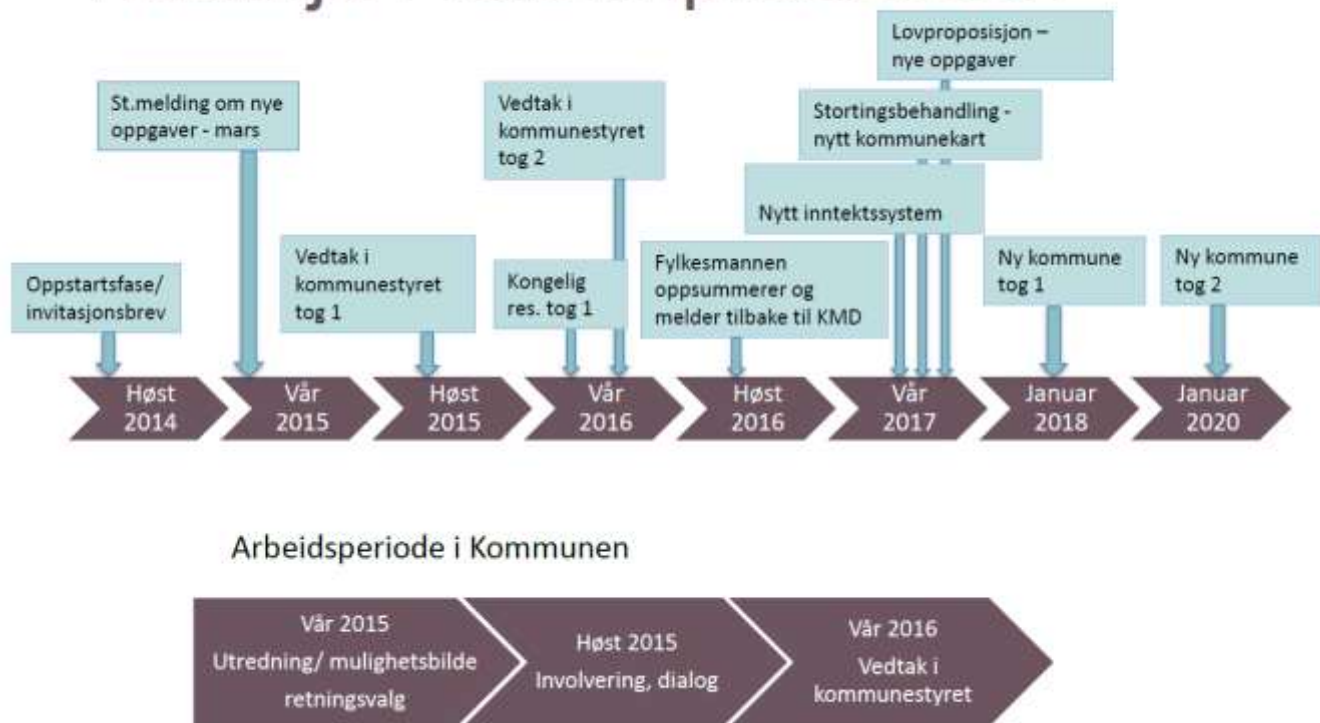 Lovproposisjon –
nye oppgaver
St.melding om nye
oppgaver - mars
Vedtak i
kommunestyret
tog 2
Stortingsbehandling -
nytt kommunekart
Nytt inntektssystem
Oppstartsfase/
invitasjonsbrev
Vedtak i
kommunestyret
tog 1
Kongelig
res. tog 1
Fylkesmannen
oppsummerer og
melder tilbake til KMD
Ny kommune
tog 1
Ny kommune
tog 2
Høst
2014
Vår
2015
Høst
2015
Vår
2016
Høst
2016
Vår
2017
Januar
2018
Januar
2020
Arbeidsperiode i Kommunen
Vår 2015
Utredning/ mulighetsbilde
retningsvalg
Høst 2015
Involvering, dialog
Vår 2016
Vedtak i
kommunestyret